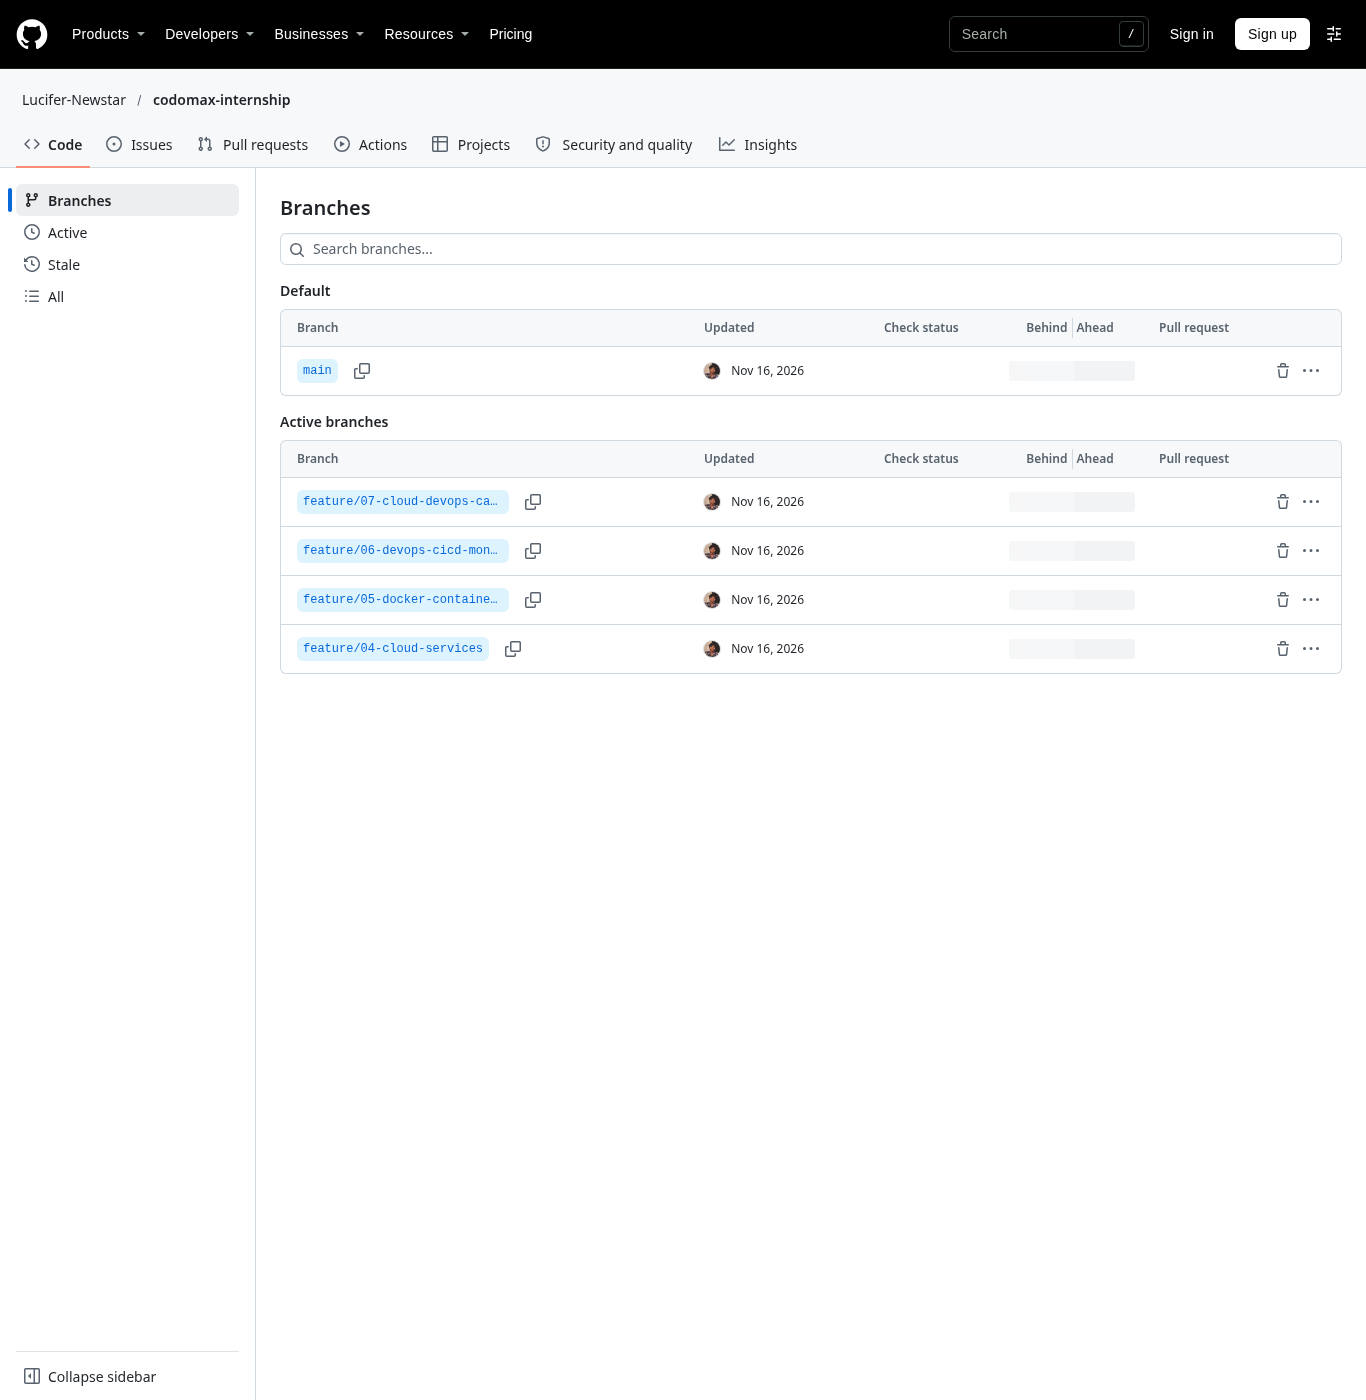 Products Developers Businesses Resources Pricing Search / Sign in Sign up
Lucifer-Newstar / codomax-internship
Code Issues Pull requests Actions Projects Security and quality Insights
Branches
Active
Stale
All
Branches
Search branches...
Default
Branch Updated Check status Behind Ahead Pull request
main Nov 16, 2026
Active branches
Branch Updated Check status Behind Ahead Pull request
feature/07-cloud-devops-ca… Nov 16, 2026
feature/06-devops-cicd-mon… Nov 16, 2026
feature/05-docker-containe… Nov 16, 2026
feature/04-cloud-services Nov 16, 2026
Collapse sidebar